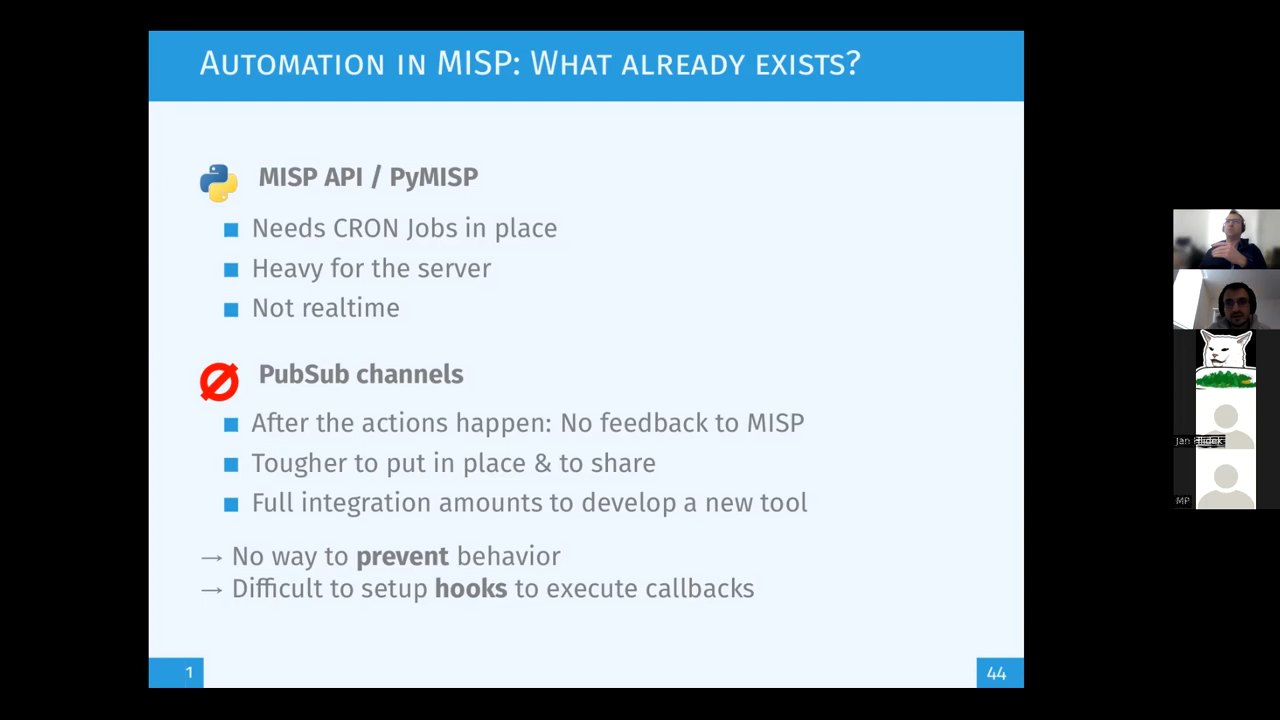 AUTOMATION IN MISP: WHAT ALREADY EXISTS?
MISP API / PyMISP
Needs CRON Jobs in place
Heavy for the server
Not realtime
PubSub channels
After the actions happen: No feedback to MISP
Tougher to put in place & to share
Full integration amounts to develop a new tool
→ No way to prevent behavior
→ Difficult to setup hooks to execute callbacks
1
44
Jan
MP